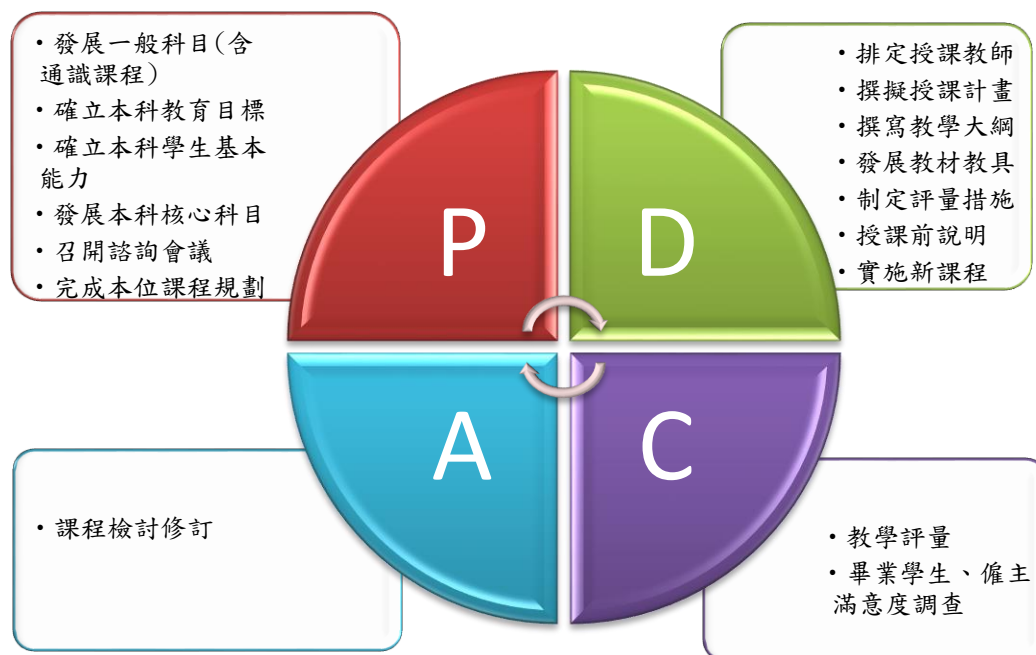 ・發展一般科目(含
通識課程)
・確立本科教育目標
・確立本科學生基本
能力
・發展本科核心科目
・召開諮詢會議
・完成本位課程規劃
P
・排定授課教師
・撰擬授課計畫
・撰寫教學大綱
・發展教材教具
・制定評量措施
・授課前說明
・實施新課程
D
A
・課程檢討修訂
C
・教學評量
・畢業學生、僱主
滿意度調查